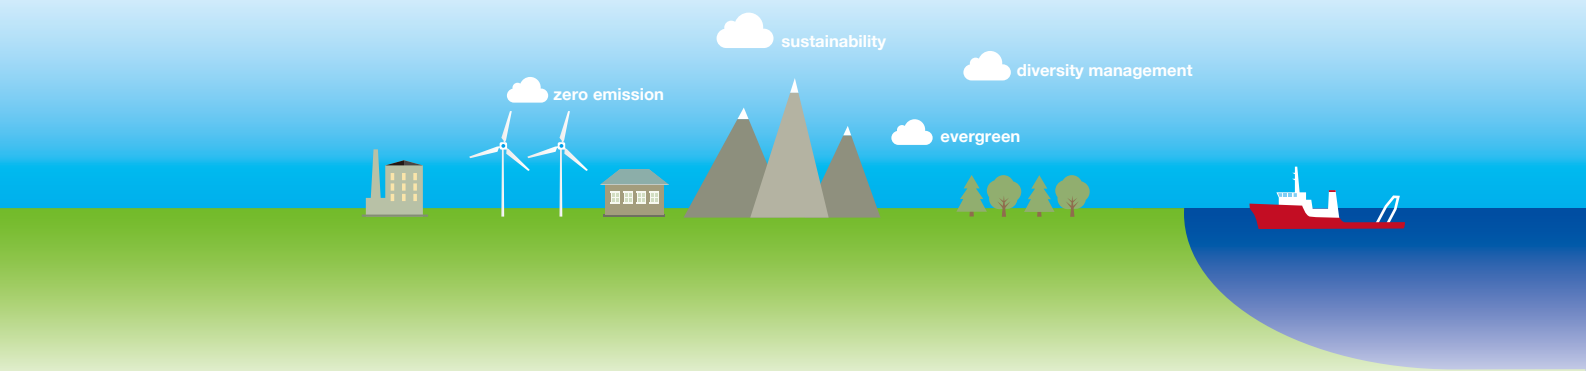 sustainability
diversity management
zero emission
evergreen